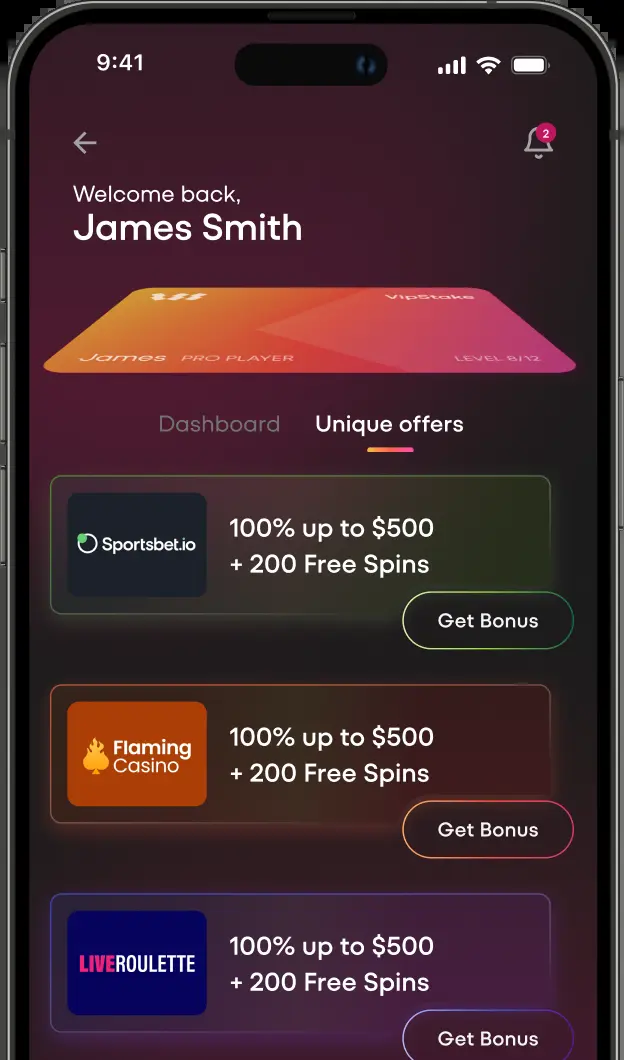 9:41
2
Welcome back,
James Smith
VipStake
James PRO PLAYER
LEVEL 8/12
Dashboard
Unique offers
Sportsbet.io
100% up to $500
+ 200 Free Spins
Get Bonus
Flaming
Casino
100% up to $500
+ 200 Free Spins
Get Bonus
LIVEROULETTE
100% up to $500
+ 200 Free Spins
Get Bonus